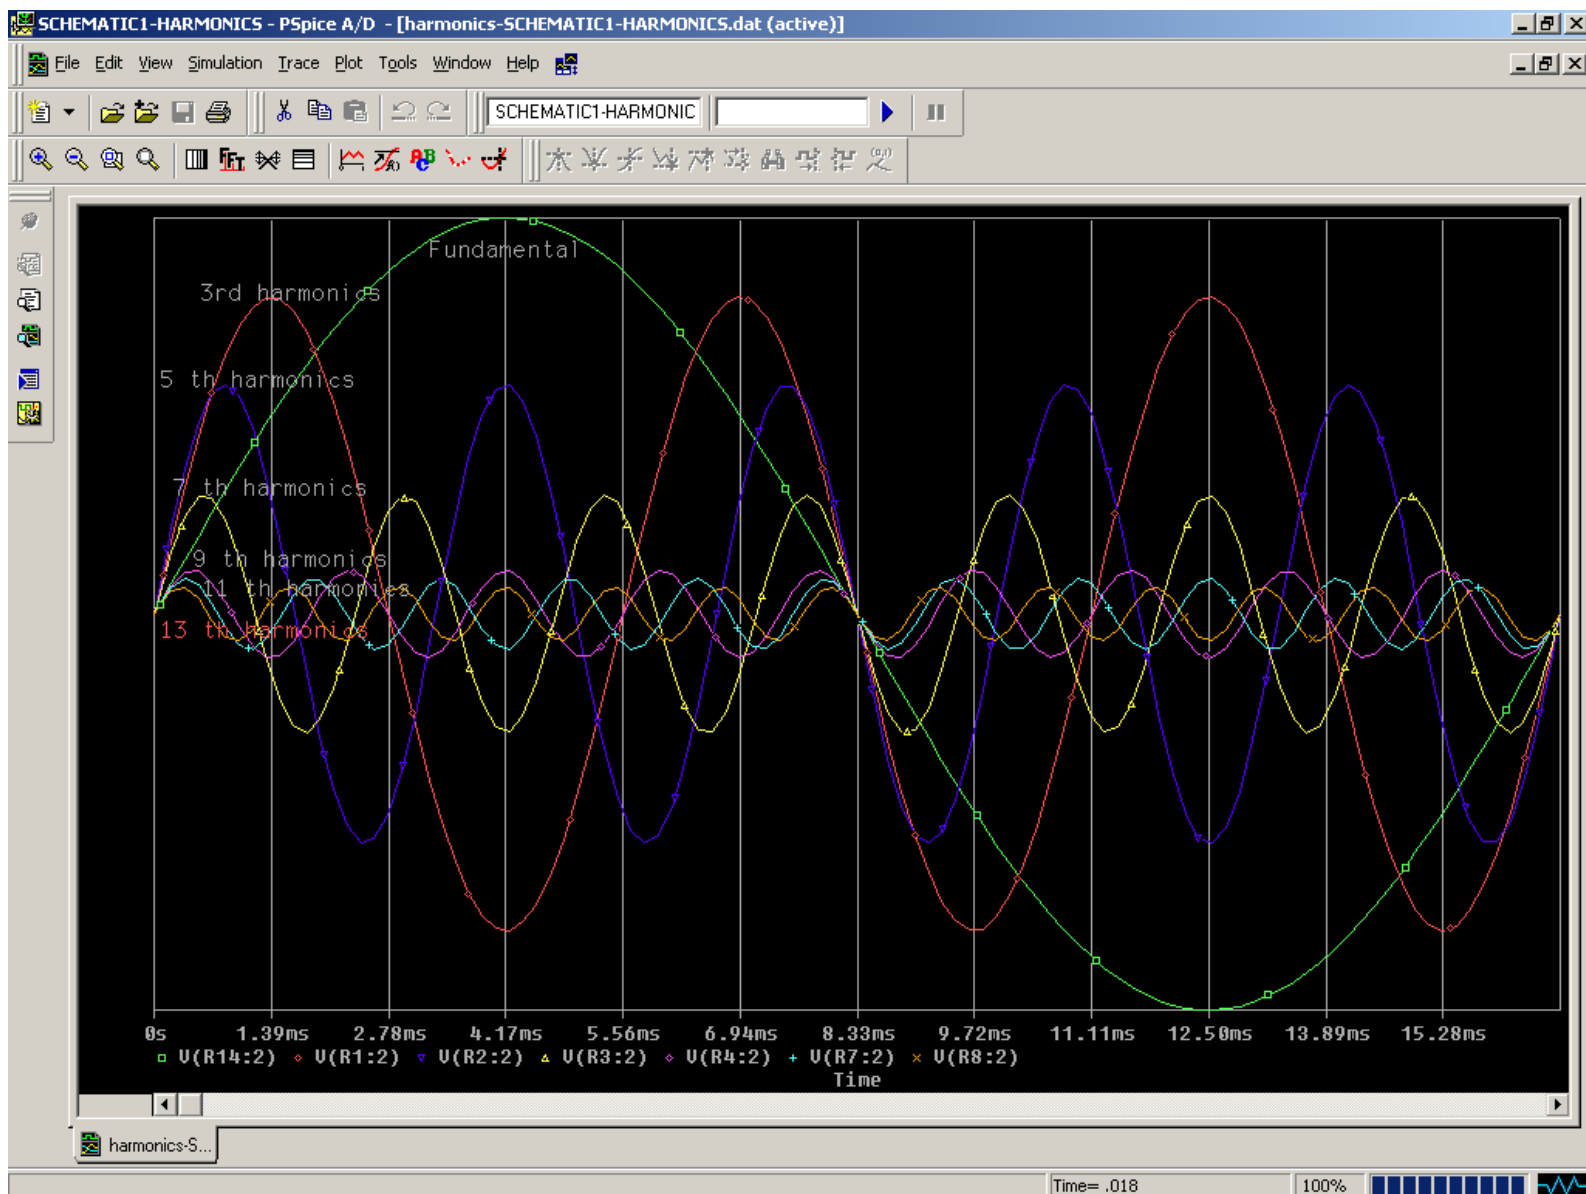 SCHEMATIC1-HARMONICS - PSpice A/D - [harmonics-SCHEMATIC1-HARMONICS.dat (active)]
File Edit View Simulation Trace Plot Tools Window Help
SCHEMATIC1-HARMONIC
FFT
Fundamental
3rd harmonics
5 th harmonics
7 th harmonics
9 th harmonics
11 th harmonics
13 th harmonics
0s 1.39ms 2.78ms 4.17ms 5.56ms 6.94ms 8.33ms 9.72ms 11.11ms 12.50ms 13.89ms 15.28ms
V(R14:2) V(R1:2) V(R2:2) V(R3:2) V(R4:2) V(R7:2) V(R8:2)
Time
harmonics-S...
Time= .018 100%